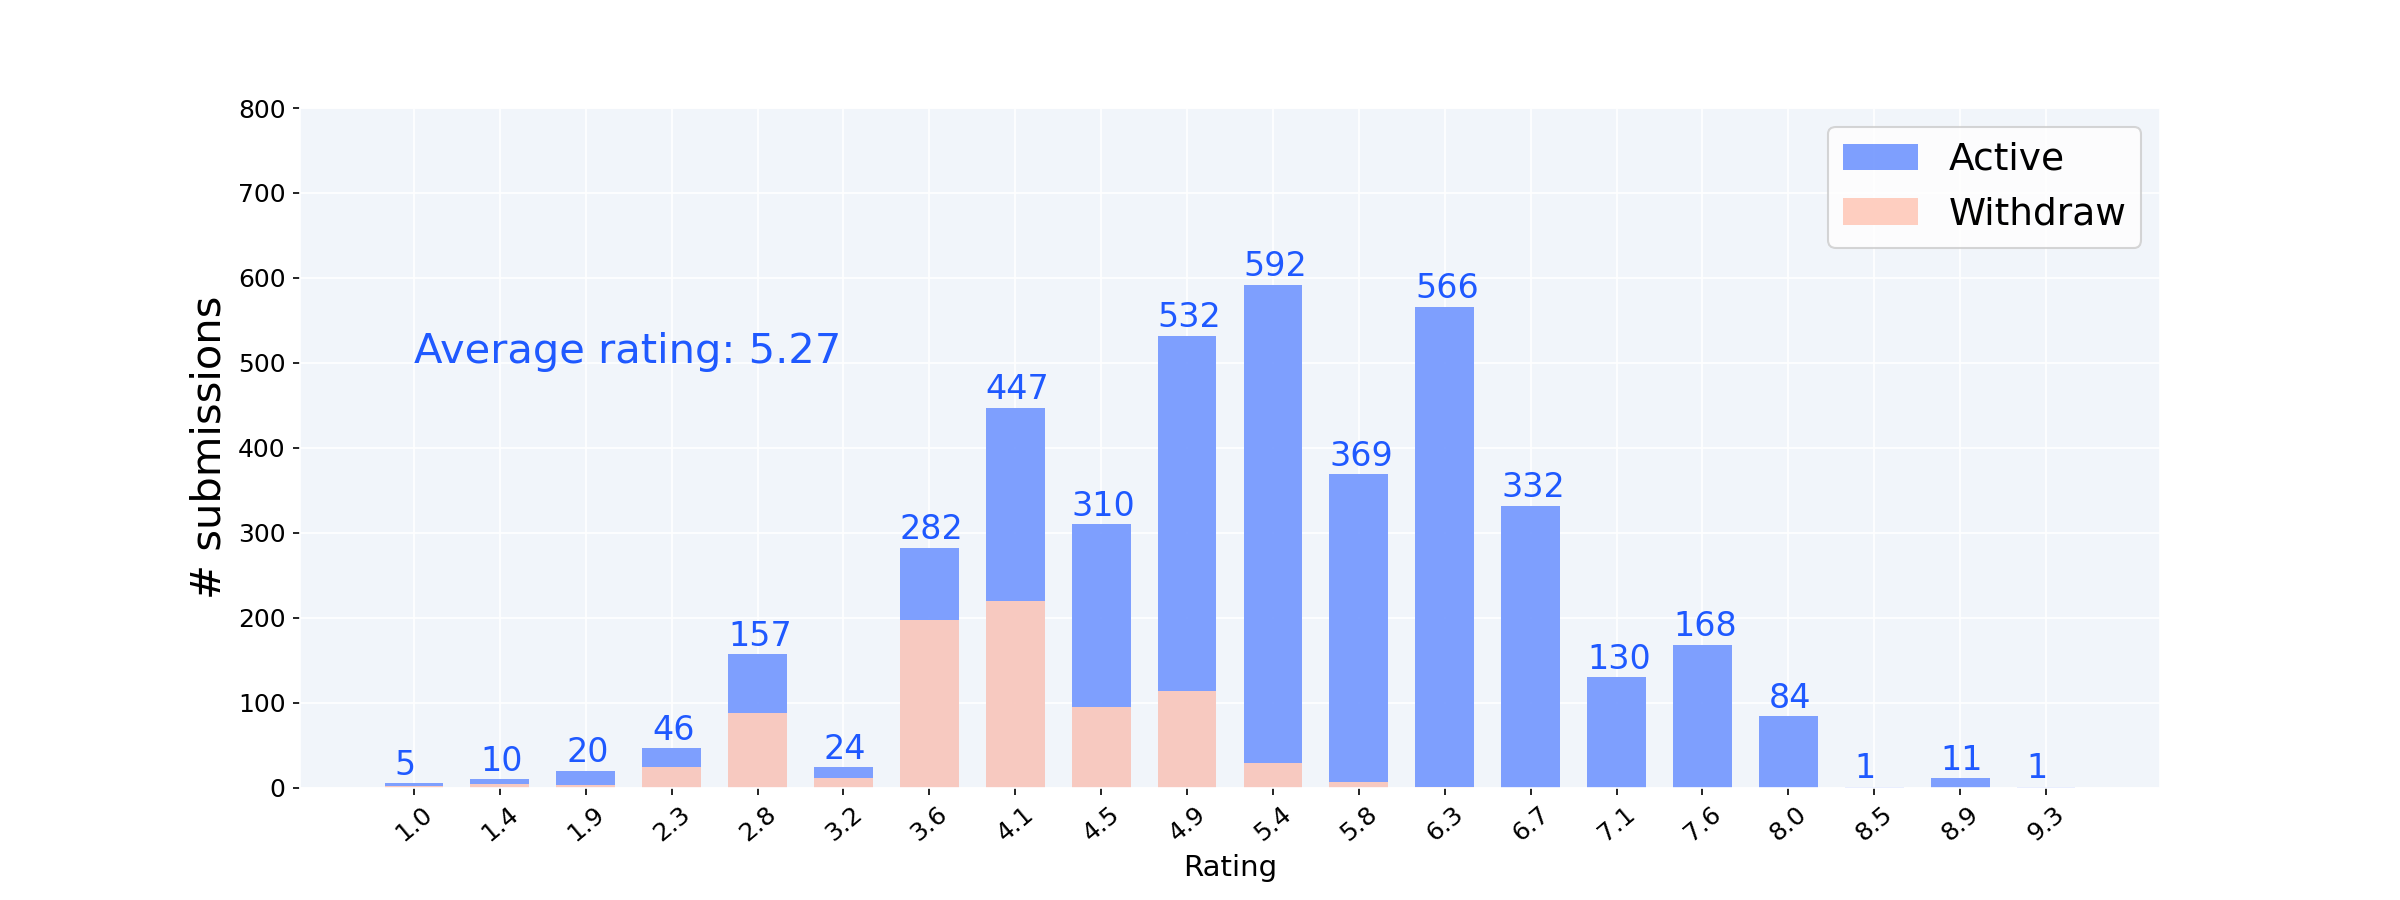 800
700
600
500
400
300
200
100
0
# submissions
Average rating: 5.27
Active
Withdraw
5 10 20 46 157 24 282 447 310 532 592 369 566 332 130 168 84 1 11 1
1.0 1.4 1.9 2.3 2.8 3.2 3.6 4.1 4.5 4.9 5.4 5.8 6.3 6.7 7.1 7.6 8.0 8.5 8.9 9.3
Rating